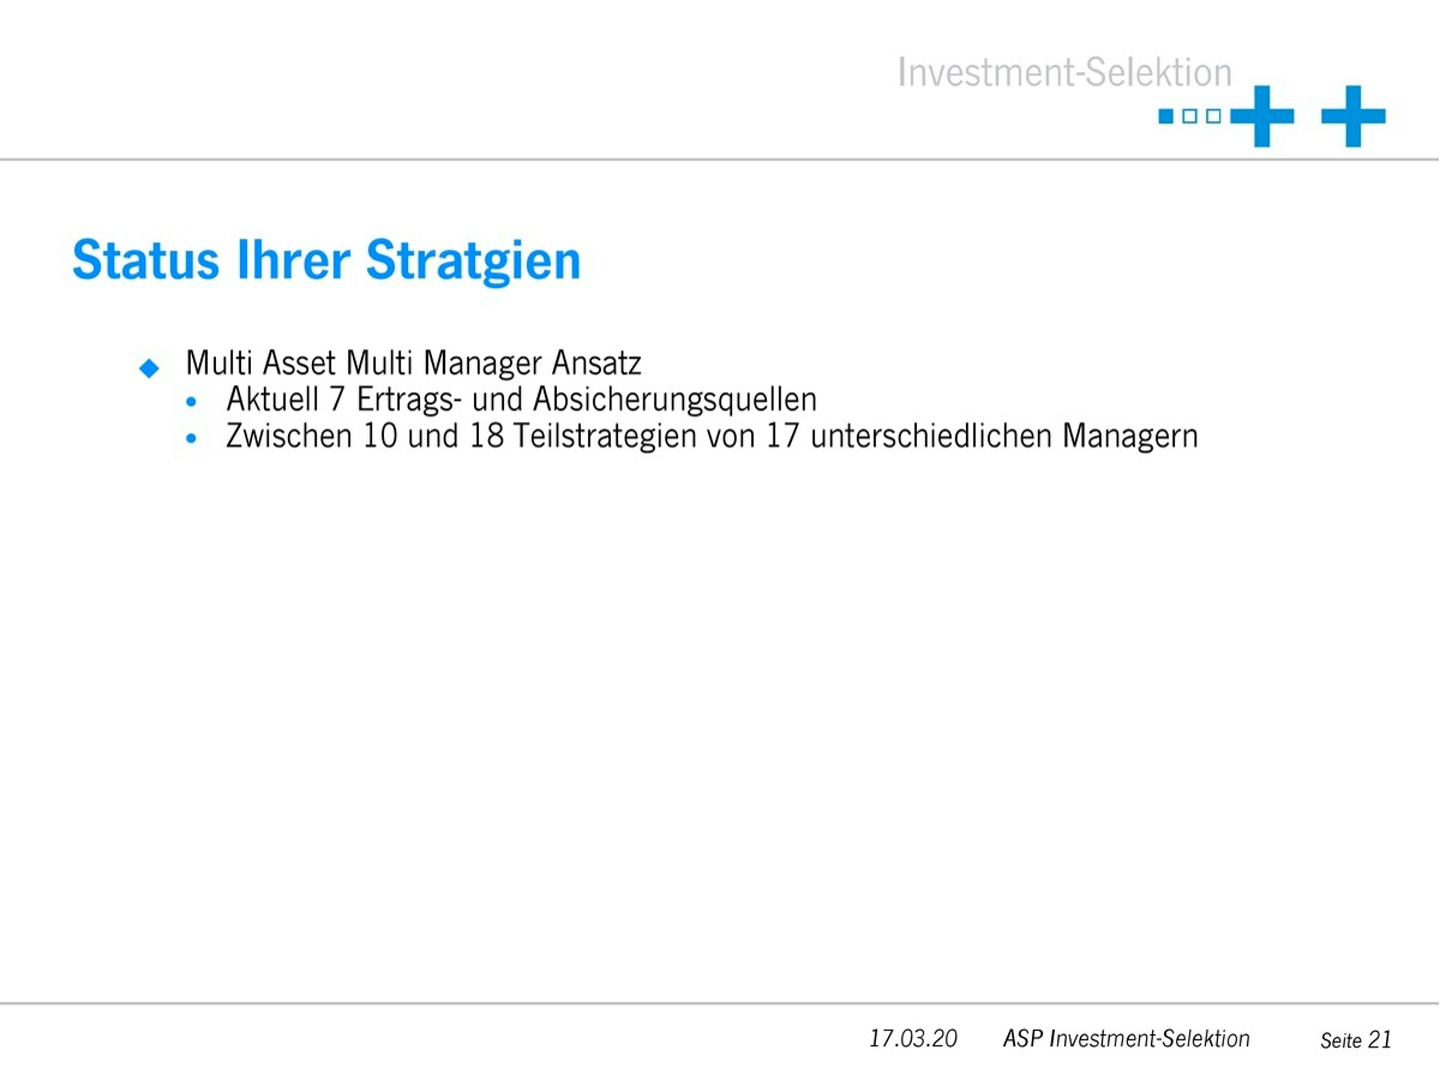 Investment-Selektion
Status Ihrer Stratgien
Multi Asset Multi Manager Ansatz
Aktuell 7 Ertrags- und Absicherungsquellen
Zwischen 10 und 18 Teilstrategien von 17 unterschiedlichen Managern
17.03.20 ASP Investment-Selektion Seite 21